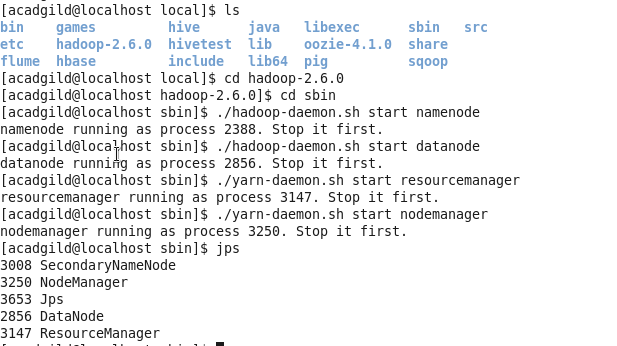 [acadgild@localhost local]$ ls
bin games hive java libexec sbin src
etc hadoop-2.6.0 hivetest lib oozie-4.1.0 share
flume hbase include lib64 pig sqoop
[acadgild@localhost local]$ cd hadoop-2.6.0
[acadgild@localhost hadoop-2.6.0]$ cd sbin
[acadgild@localhost sbin]$ ./hadoop-daemon.sh start namenode
namenode running as process 2388. Stop it first.
[acadgild@localhost sbin]$ ./hadoop-daemon.sh start datanode
datanode running as process 2856. Stop it first.
[acadgild@localhost sbin]$ ./yarn-daemon.sh start resourcemanager
resourcemanager running as process 3147. Stop it first.
[acadgild@localhost sbin]$ ./yarn-daemon.sh start nodemanager
nodemanager running as process 3250. Stop it first.
[acadgild@localhost sbin]$ jps
3008 SecondaryNameNode
3250 NodeManager
3653 Jps
2856 DataNode
3147 ResourceManager
[acadgild@localhost sbin]$